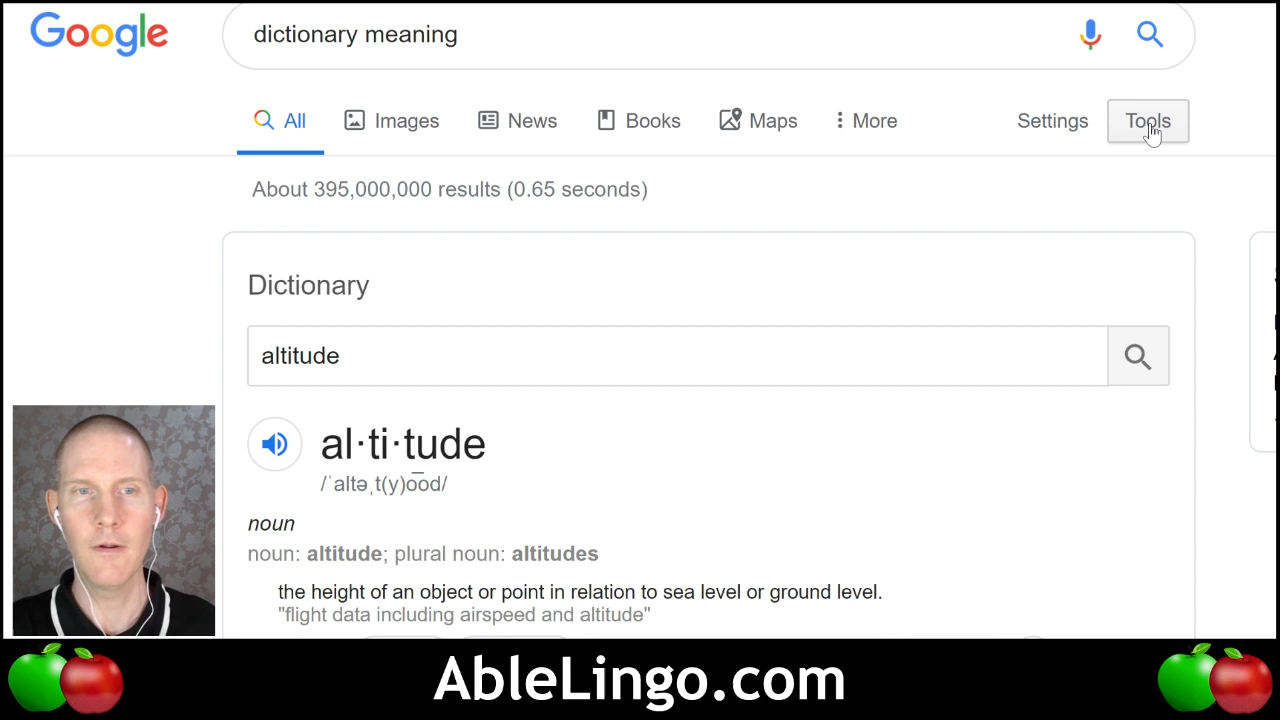 Google
dictionary meaning
All Images News Books Maps More Settings Tools
About 395,000,000 results (0.65 seconds)
Dictionary
altitude
al·ti·tude
/ˈaltəˌt(y)o͞od/
noun
noun: altitude; plural noun: altitudes
the height of an object or point in relation to sea level or ground level.
"flight data including airspeed and altitude"
AbleLingo.com